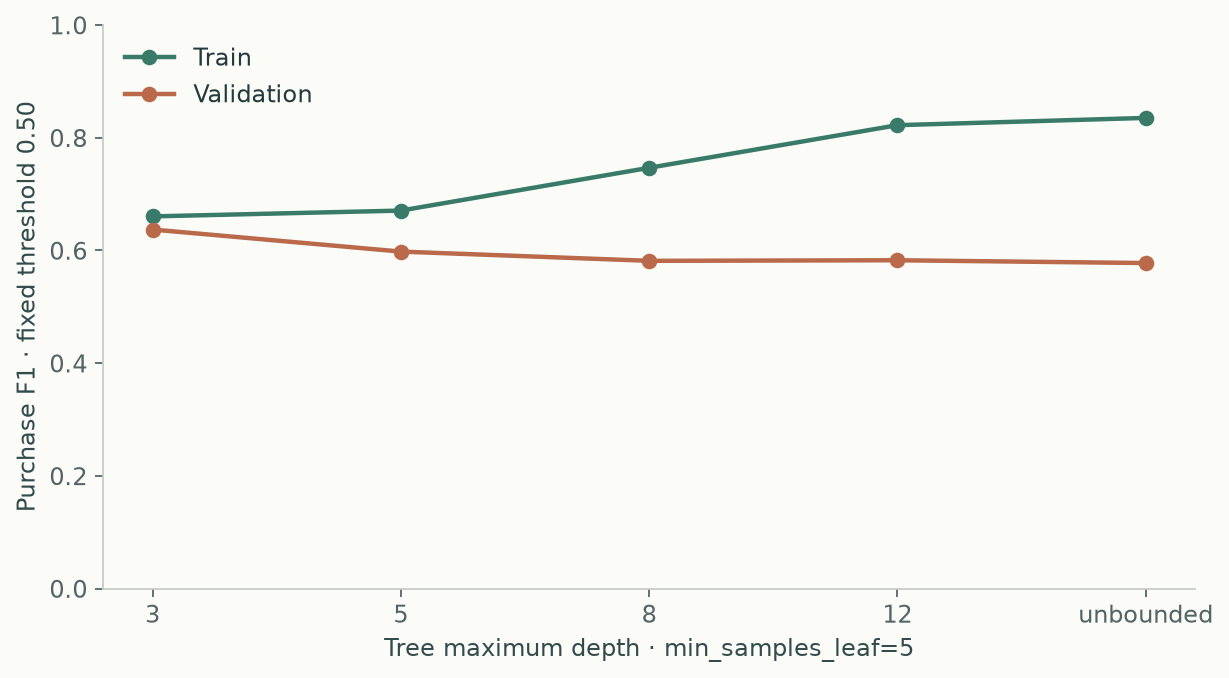 Train
Validation
Purchase F1 · fixed threshold 0.50
1.0
0.8
0.6
0.4
0.2
0.0
3 5 8 12 unbounded
Tree maximum depth · min_samples_leaf=5